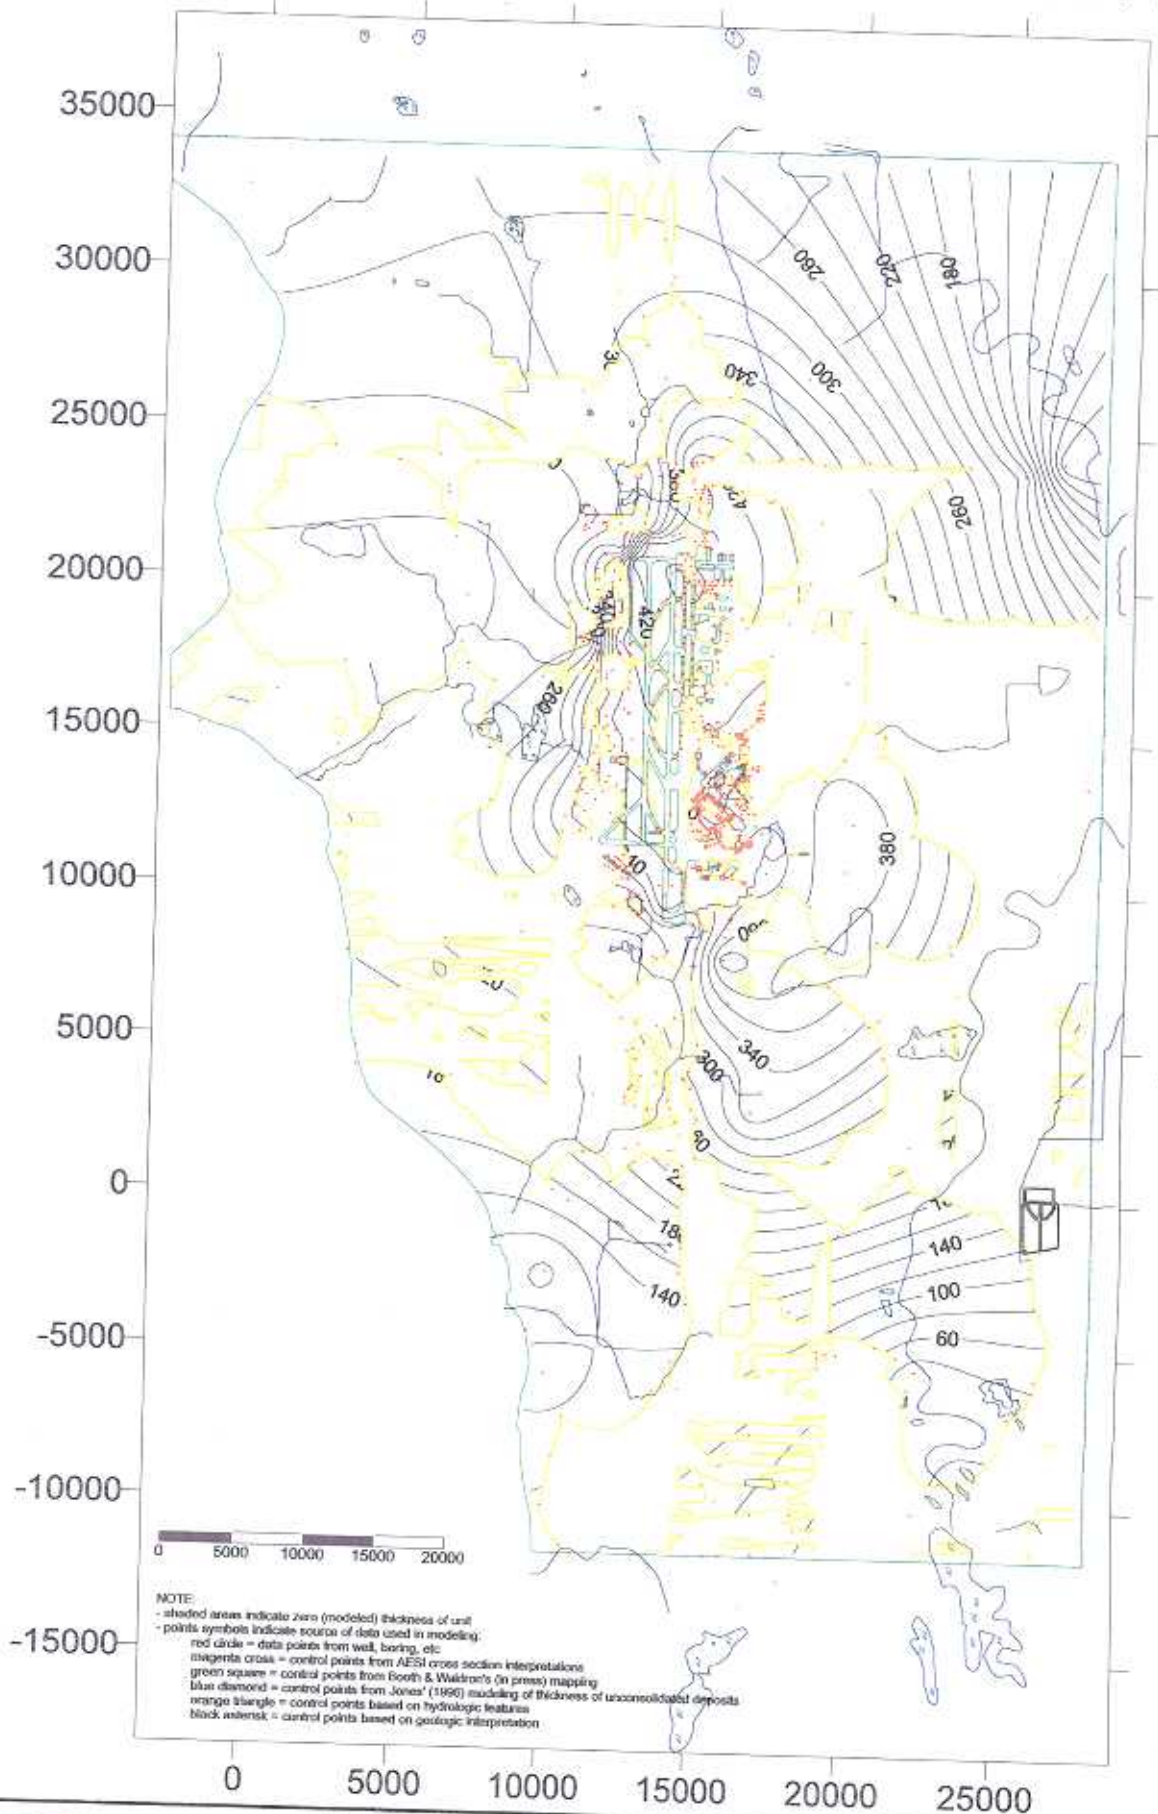 35000
30000
25000
20000
15000
10000
5000
0
-5000
-10000
-15000
260
220
180
300
340
260
420
420
260
380
10
340
300
180
140
140
100
60
0 5000 10000 15000 20000
NOTE:
- shaded areas indicate zero (modeled) thickness of unit
- points symbols indicate source of data used in modeling:
red circle = data points from well, boring, etc
magenta cross = control points from AESI cross section interpretations
green square = control points from Booth & Waldron's (in press) mapping
blue diamond = control points from Jones' (1996) modeling of thickness of unconsolidated deposits
orange triangle = control points based on hydrologic features
black asterisk = control points based on geologic interpretation
0 5000 10000 15000 20000 25000